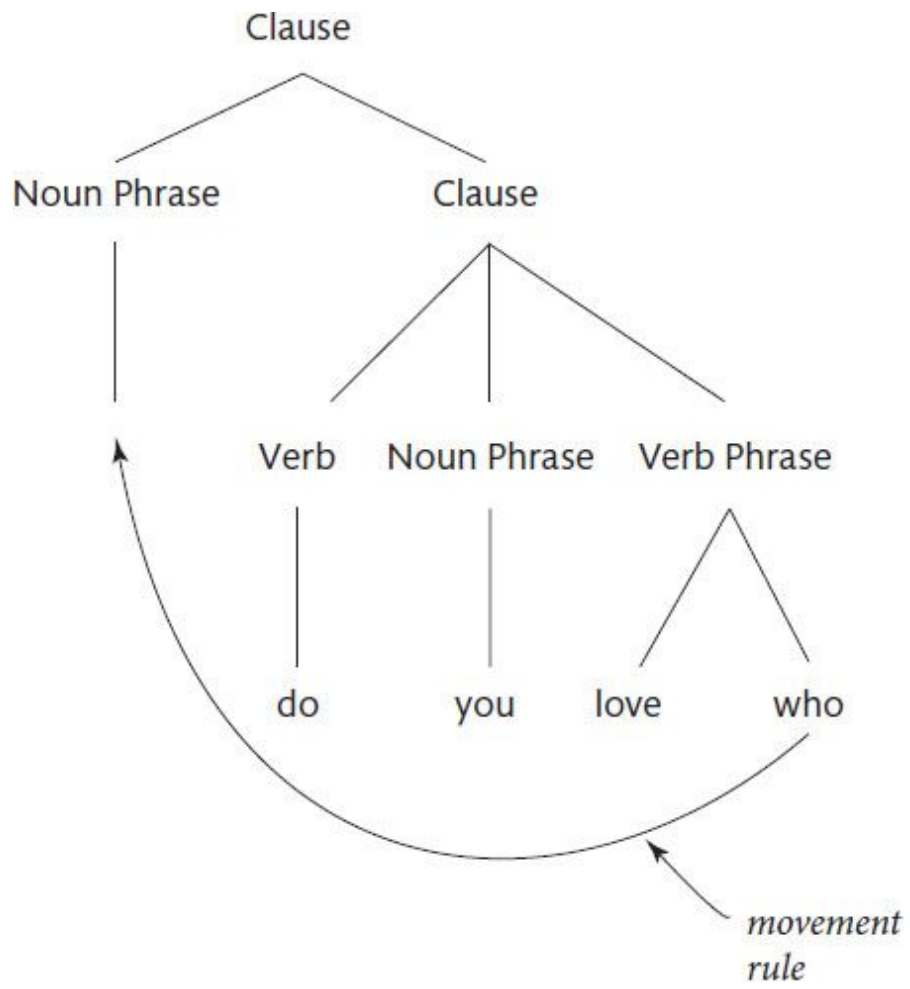 Clause
Noun Phrase Clause
Verb Noun Phrase Verb Phrase
do you love who
movement
rule